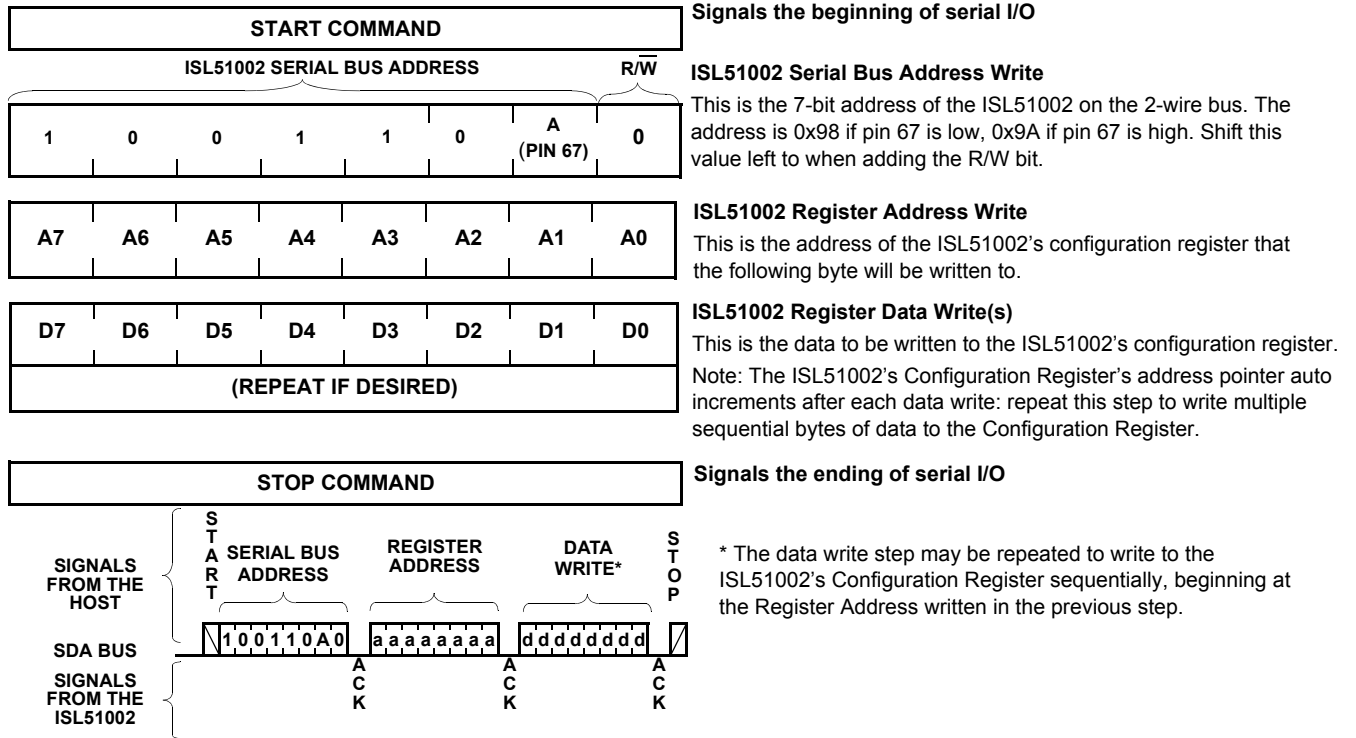 START COMMAND
Signals the beginning of serial I/O
ISL51002 SERIAL BUS ADDRESS
R/W
1 0 0 1 1 0 A (PIN 67) 0
ISL51002 Serial Bus Address Write
This is the 7-bit address of the ISL51002 on the 2-wire bus. The
address is 0x98 if pin 67 is low, 0x9A if pin 67 is high. Shift this
value left to when adding the R/W bit.
A7 A6 A5 A4 A3 A2 A1 A0
ISL51002 Register Address Write
This is the address of the ISL51002's configuration register that
the following byte will be written to.
D7 D6 D5 D4 D3 D2 D1 D0
(REPEAT IF DESIRED)
ISL51002 Register Data Write(s)
This is the data to be written to the ISL51002's configuration register.
Note: The ISL51002's Configuration Register's address pointer auto
increments after each data write: repeat this step to write multiple
sequential bytes of data to the Configuration Register.
STOP COMMAND
Signals the ending of serial I/O
SIGNALS
FROM THE
HOST
START
SERIAL BUS
ADDRESS
REGISTER
ADDRESS
DATA
WRITE*
STOP
* The data write step may be repeated to write to the
ISL51002's Configuration Register sequentially, beginning at
the Register Address written in the previous step.
SDA BUS
1 0 0 1 1 0 A 0
a a a a a a a a
d d d d d d d d
SIGNALS
FROM THE
ISL51002
ACK
ACK
ACK